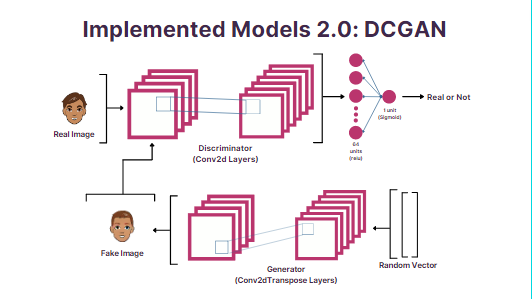 Implemented Models 2.0: DCGAN
Real Image
Discriminator
(Conv2d Layers)
64
units
(relu)
1 unit
(Sigmoid)
Real or Not
Fake Image
Generator
(Conv2dTranspose Layers)
Random Vector